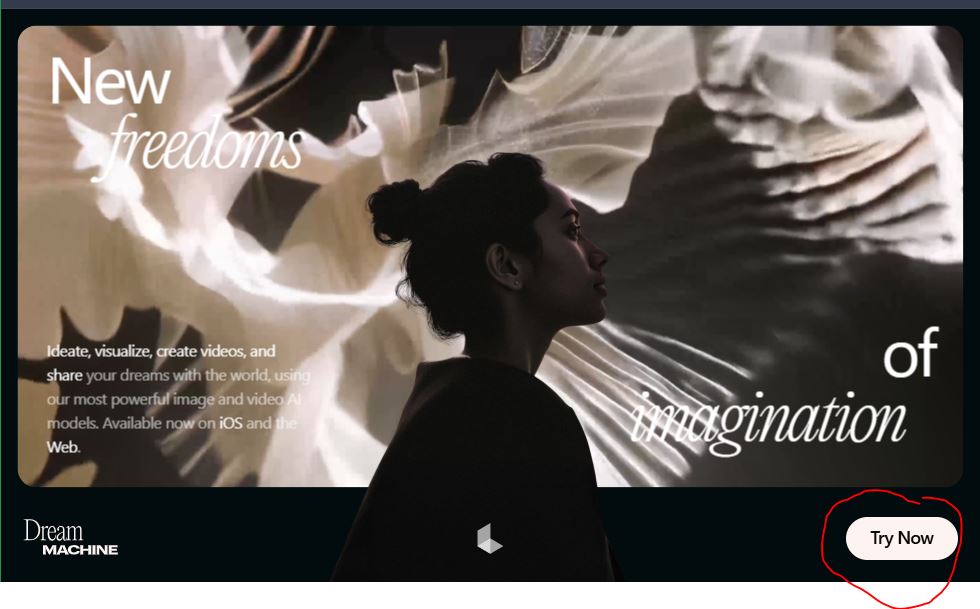 New
freedoms
Ideate, visualize, create videos, and
share your dreams with the world, using
our most powerful image and video AI
models. Available now on iOS and the
Web.
of
imagination
Dream
MACHINE
Try Now